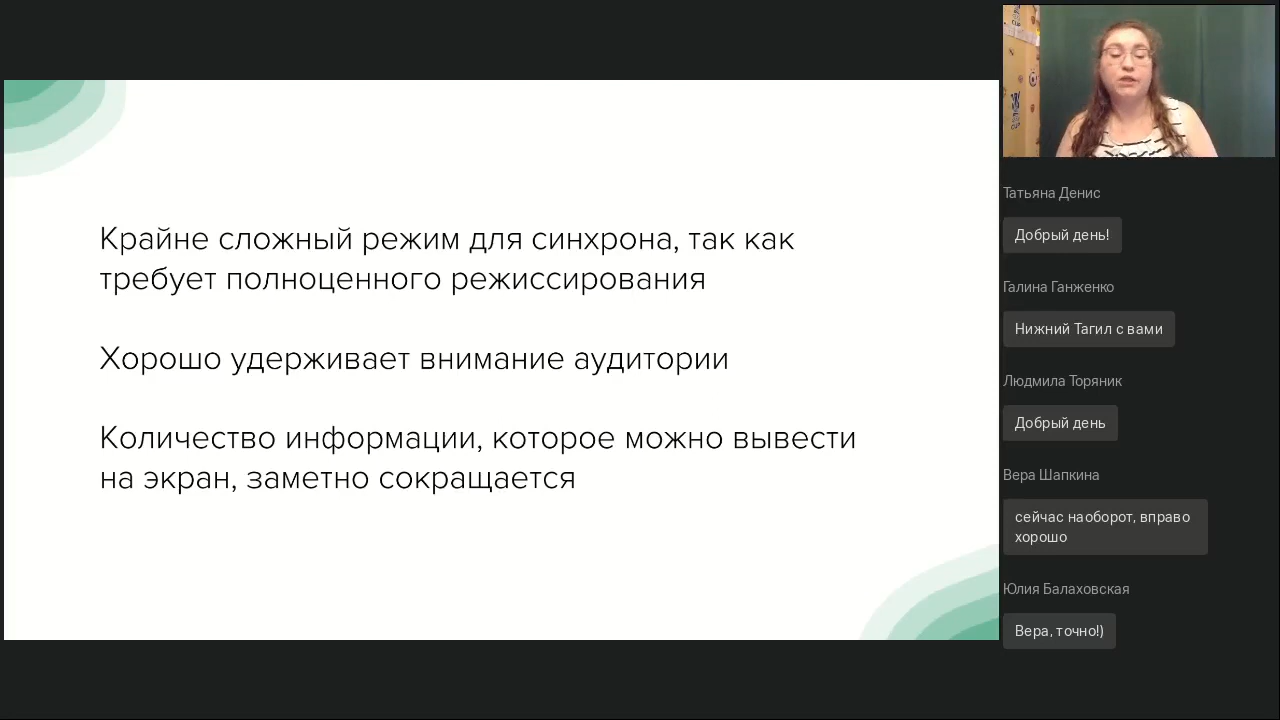 Крайне сложный режим для синхрона, так как
требует полноценного режиссирования
Хорошо удерживает внимание аудитории
Количество информации, которое можно вывести
на экран, заметно сокращается
Татьяна Денис
Добрый день!
Галина Ганженко
Нижний Тагил с вами
Людмила Торяник
Добрый день
Вера Шапкина
сейчас наоборот, вправо
хорошо
Юлия Балаховская
Вера, точно!)